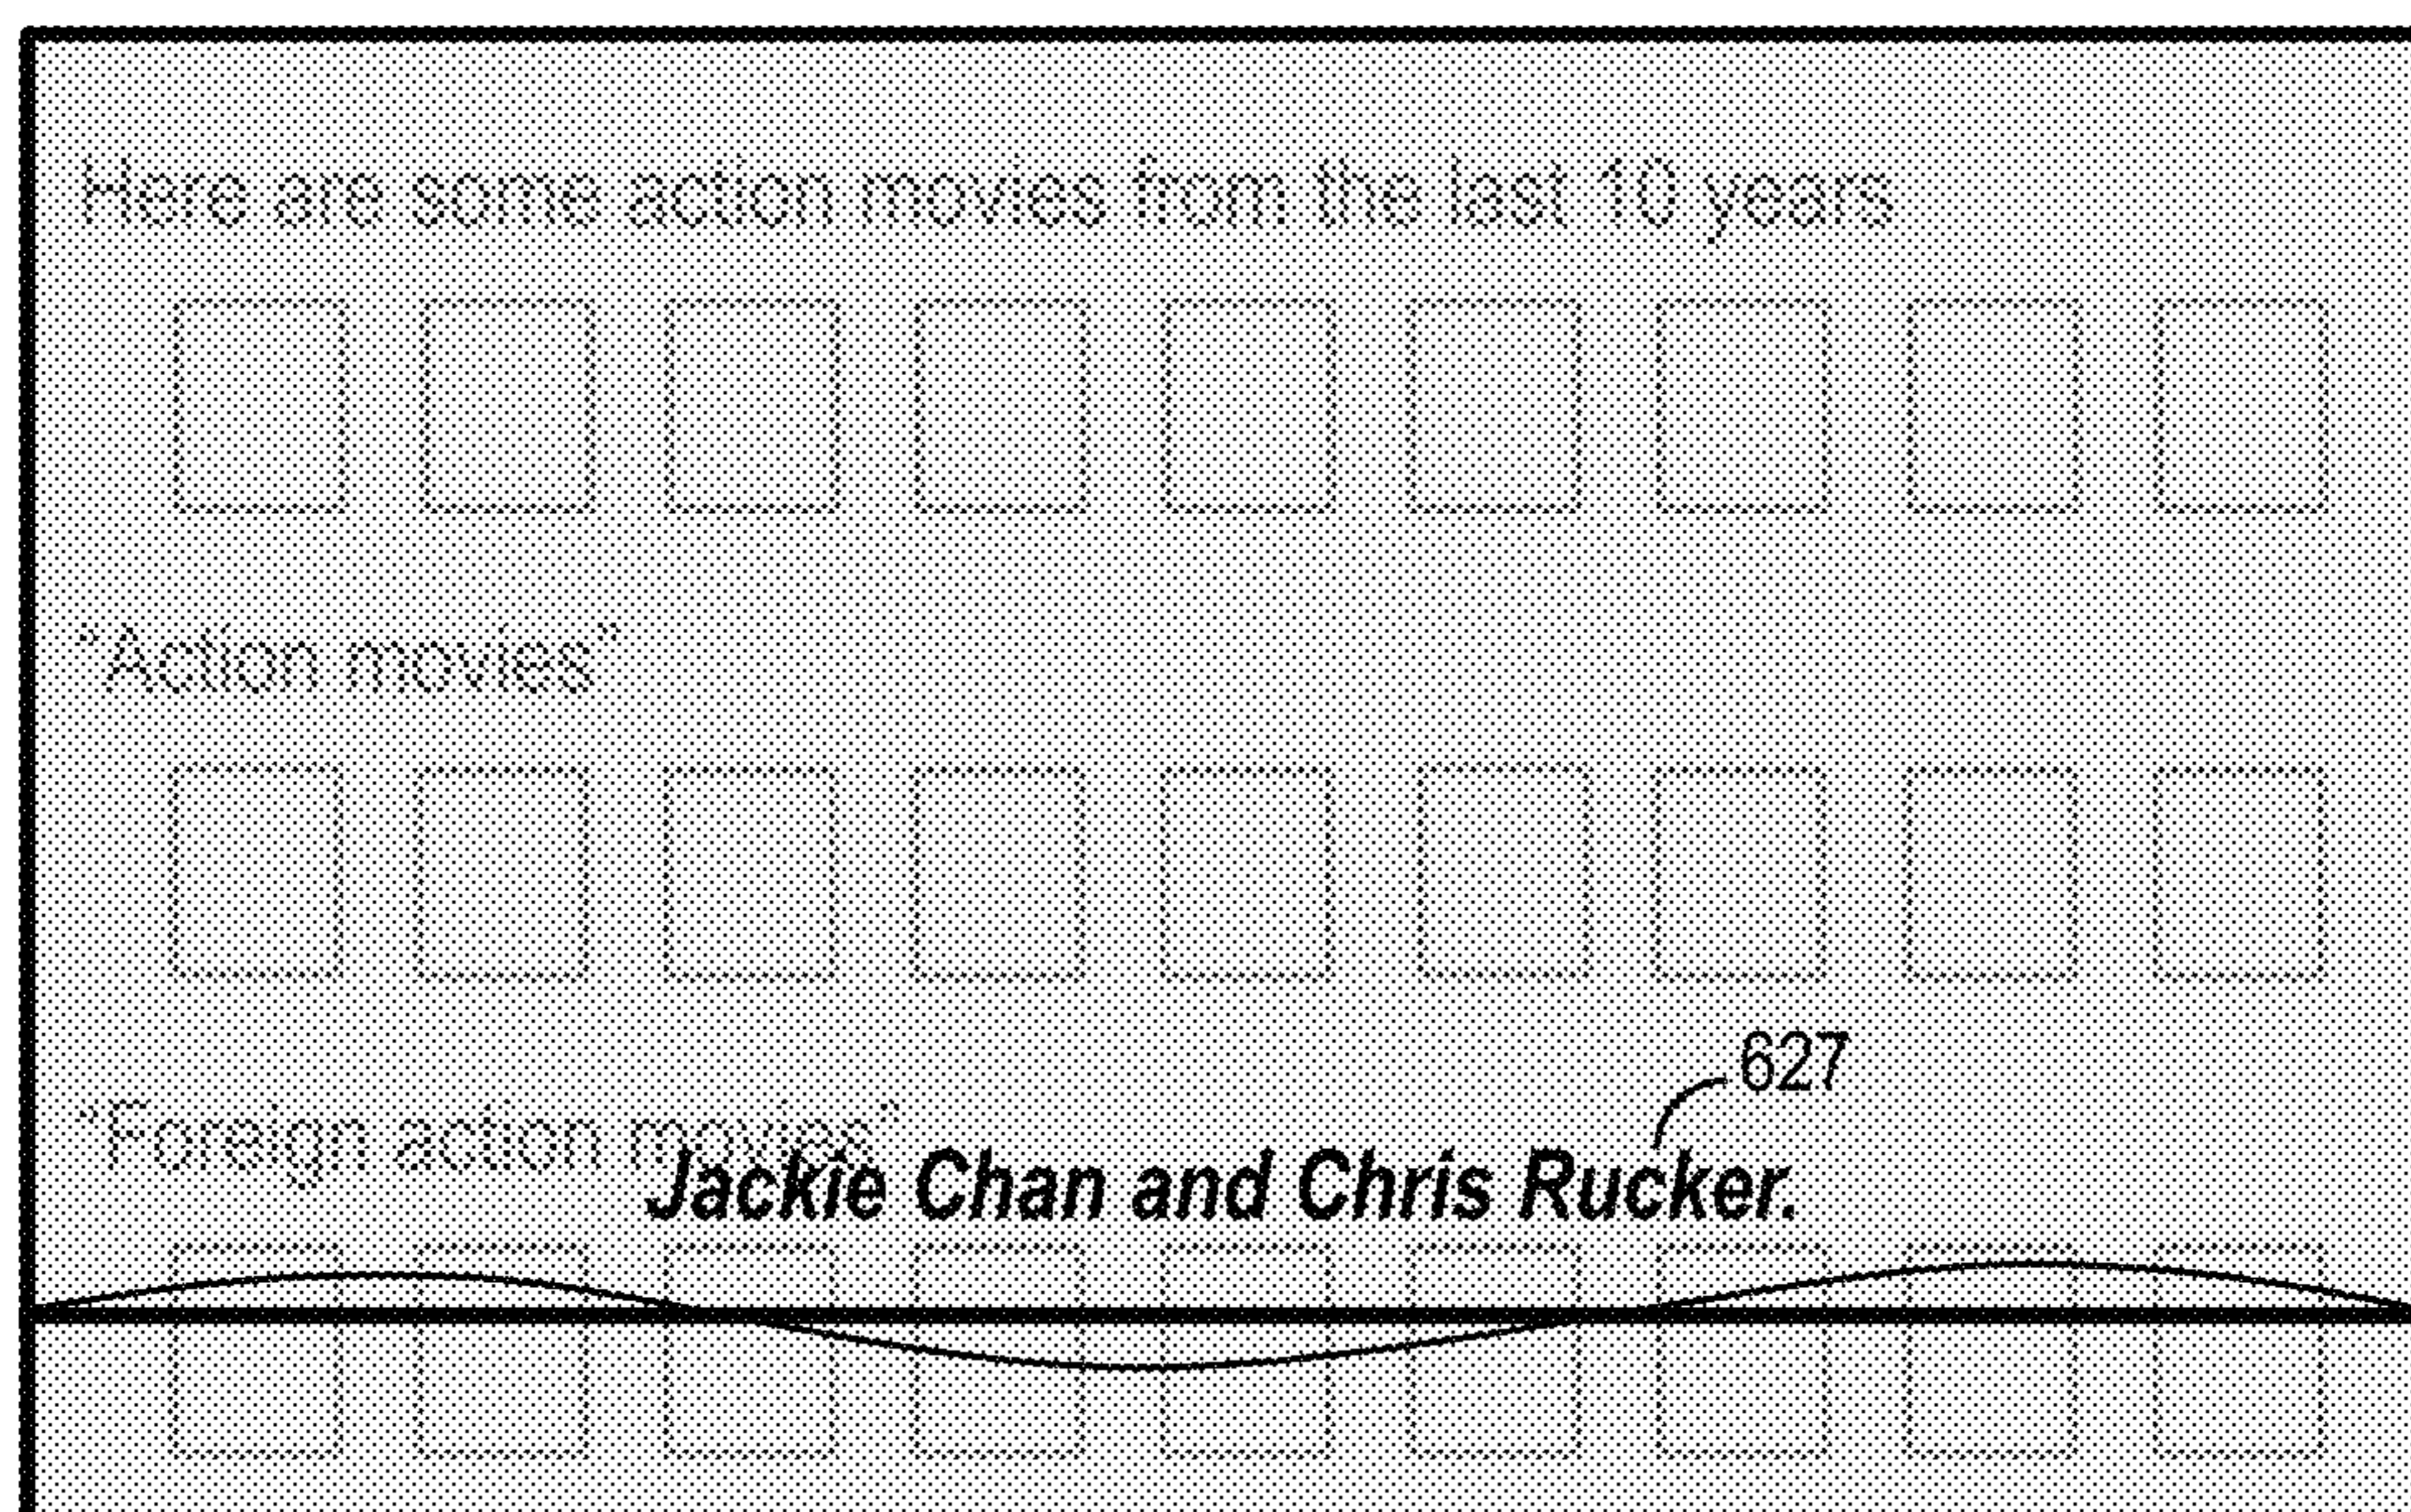 Here are some action movies from the last 10 years
"Action movies"
627
"Foreign action movies"
Jackie Chan and Chris Rucker.